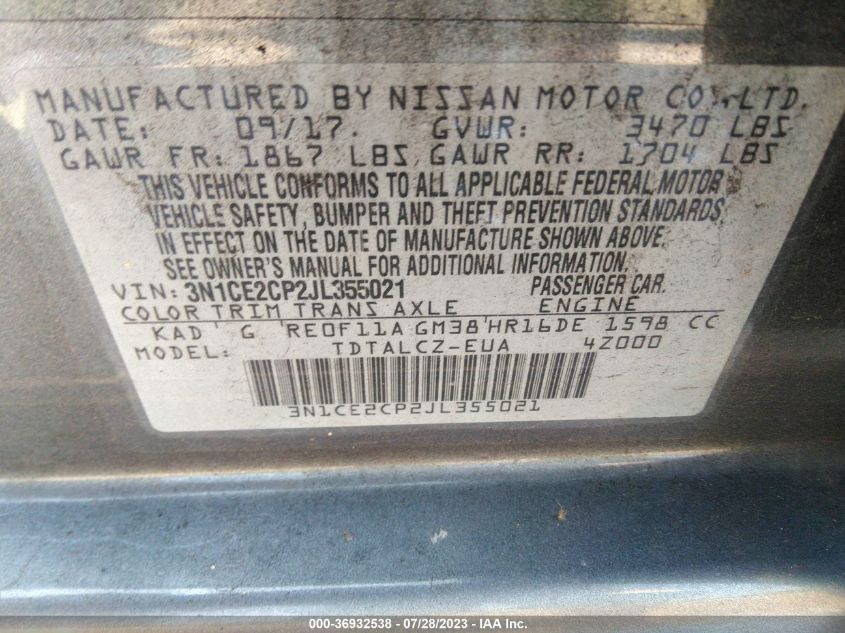 MANUFACTURED BY NISSAN MOTOR CO., LTD.
DATE: 09/17. GVWR: 3470 LBS
GAWR FR: 1867 LBS, GAWR RR: 1704 LBS
THIS VEHICLE CONFORMS TO ALL APPLICABLE FEDERAL MOTOR
VEHICLE SAFETY, BUMPER AND THEFT PREVENTION STANDARDS
IN EFFECT ON THE DATE OF MANUFACTURE SHOWN ABOVE.
SEE OWNER'S MANUAL FOR ADDITIONAL INFORMATION.
VIN: 3N1CE2CP2JL355021 PASSENGER CAR.
COLOR TRIM TRANS AXLE ENGINE
KAD G RE0F11A GM38 HR16DE 1598 CC
MODEL: TDTALCZ-EUA 4Z000
3N1CE2CP2JL355021
000-36932538 - 07/28/2023 - COPYRIGHT IAA, Inc.